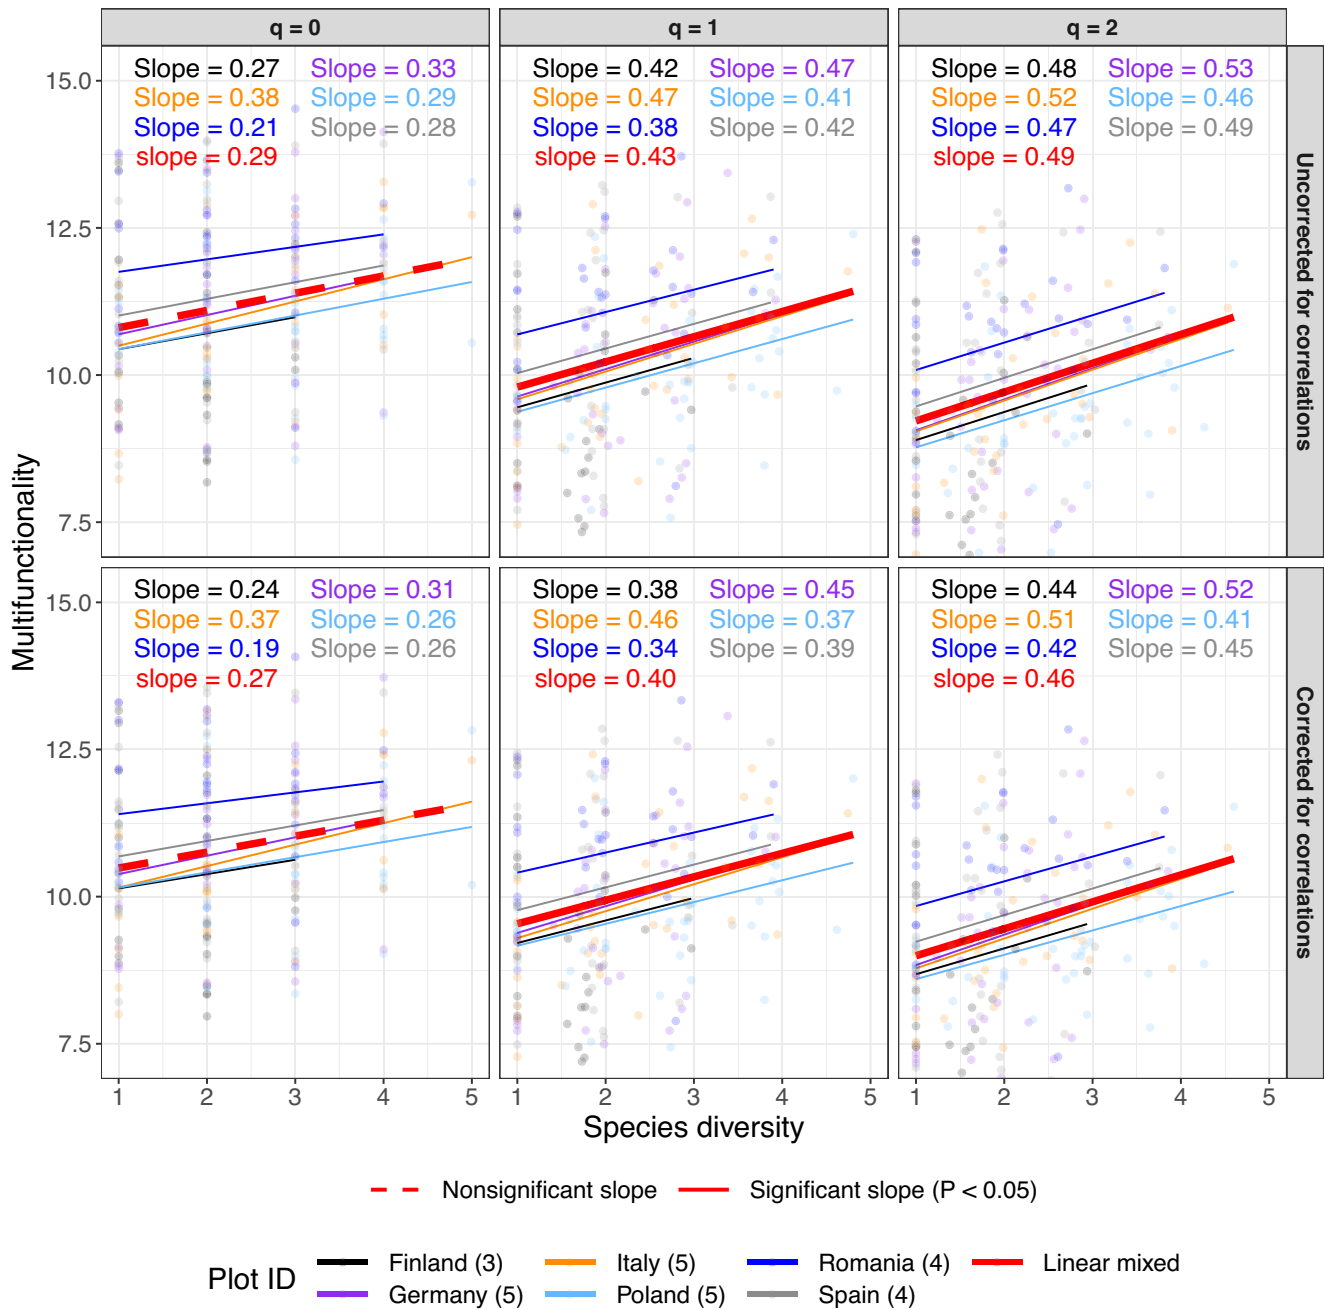 q = 0 q = 1 q = 2
Slope = 0.27 Slope = 0.33 Slope = 0.42 Slope = 0.47 Slope = 0.48 Slope = 0.53
Slope = 0.38 Slope = 0.29 Slope = 0.47 Slope = 0.41 Slope = 0.52 Slope = 0.46
Slope = 0.21 Slope = 0.28 Slope = 0.38 Slope = 0.42 Slope = 0.47 Slope = 0.49
slope = 0.29 slope = 0.43 slope = 0.49
15.0
12.5
10.0
7.5
Uncorrected for correlations
Multifunctionality
Slope = 0.24 Slope = 0.31 Slope = 0.38 Slope = 0.45 Slope = 0.44 Slope = 0.52
Slope = 0.37 Slope = 0.26 Slope = 0.46 Slope = 0.37 Slope = 0.51 Slope = 0.41
Slope = 0.19 Slope = 0.26 Slope = 0.34 Slope = 0.39 Slope = 0.42 Slope = 0.45
slope = 0.27 slope = 0.40 slope = 0.46
15.0
12.5
10.0
7.5
Corrected for correlations
1 2 3 4 5 1 2 3 4 5 1 2 3 4 5
Species diversity
Nonsignificant slope Significant slope (P < 0.05)
Plot ID
Finland (3) Italy (5) Romania (4) Linear mixed
Germany (5) Poland (5) Spain (4)